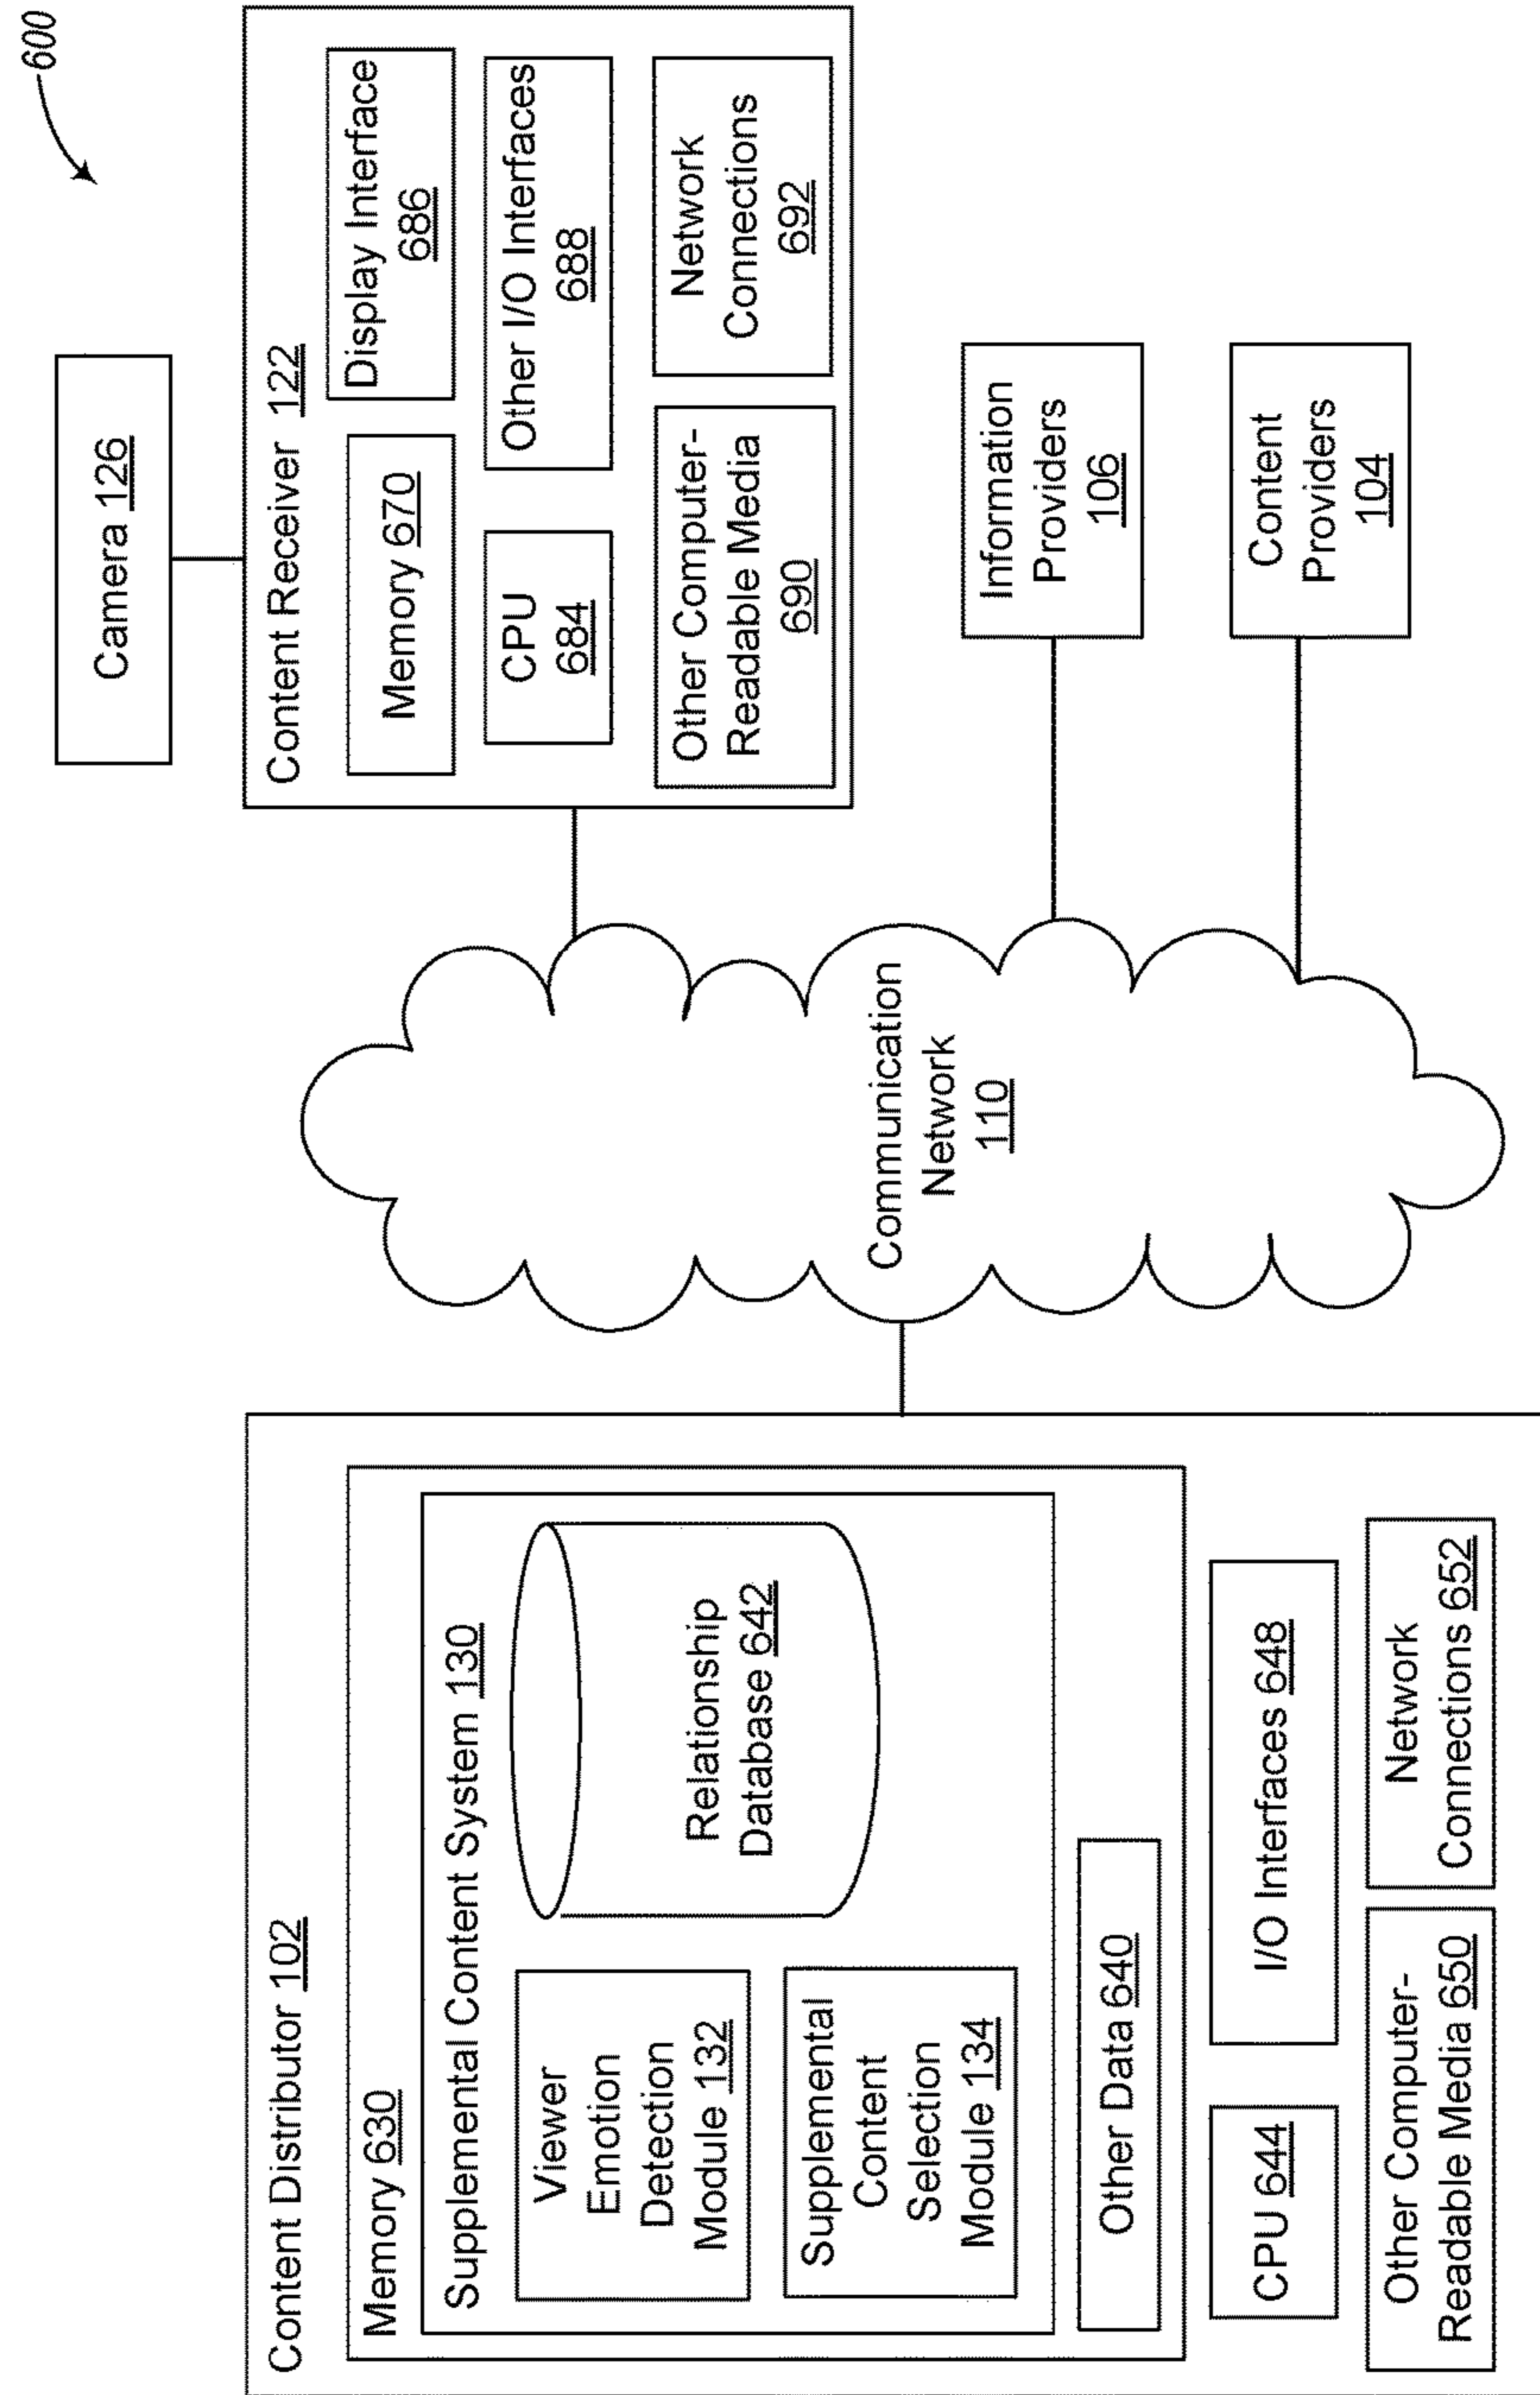 600
Content Distributor 102
Memory 630
Supplemental Content System 130
Viewer
Emotion
Detection
Module 132
Supplemental
Content
Selection
Module 134
Relationship
Database 642
Other Data 640
CPU 644
I/O Interfaces 648
Other Computer-
Readable Media 650
Network
Connections 652
Communication
Network
110
Camera 126
Content Receiver 122
Memory 670
Display Interface
686
CPU
684
Other I/O Interfaces
688
Other Computer-
Readable Media
690
Network
Connections
692
Information
Providers
106
Content
Providers
104